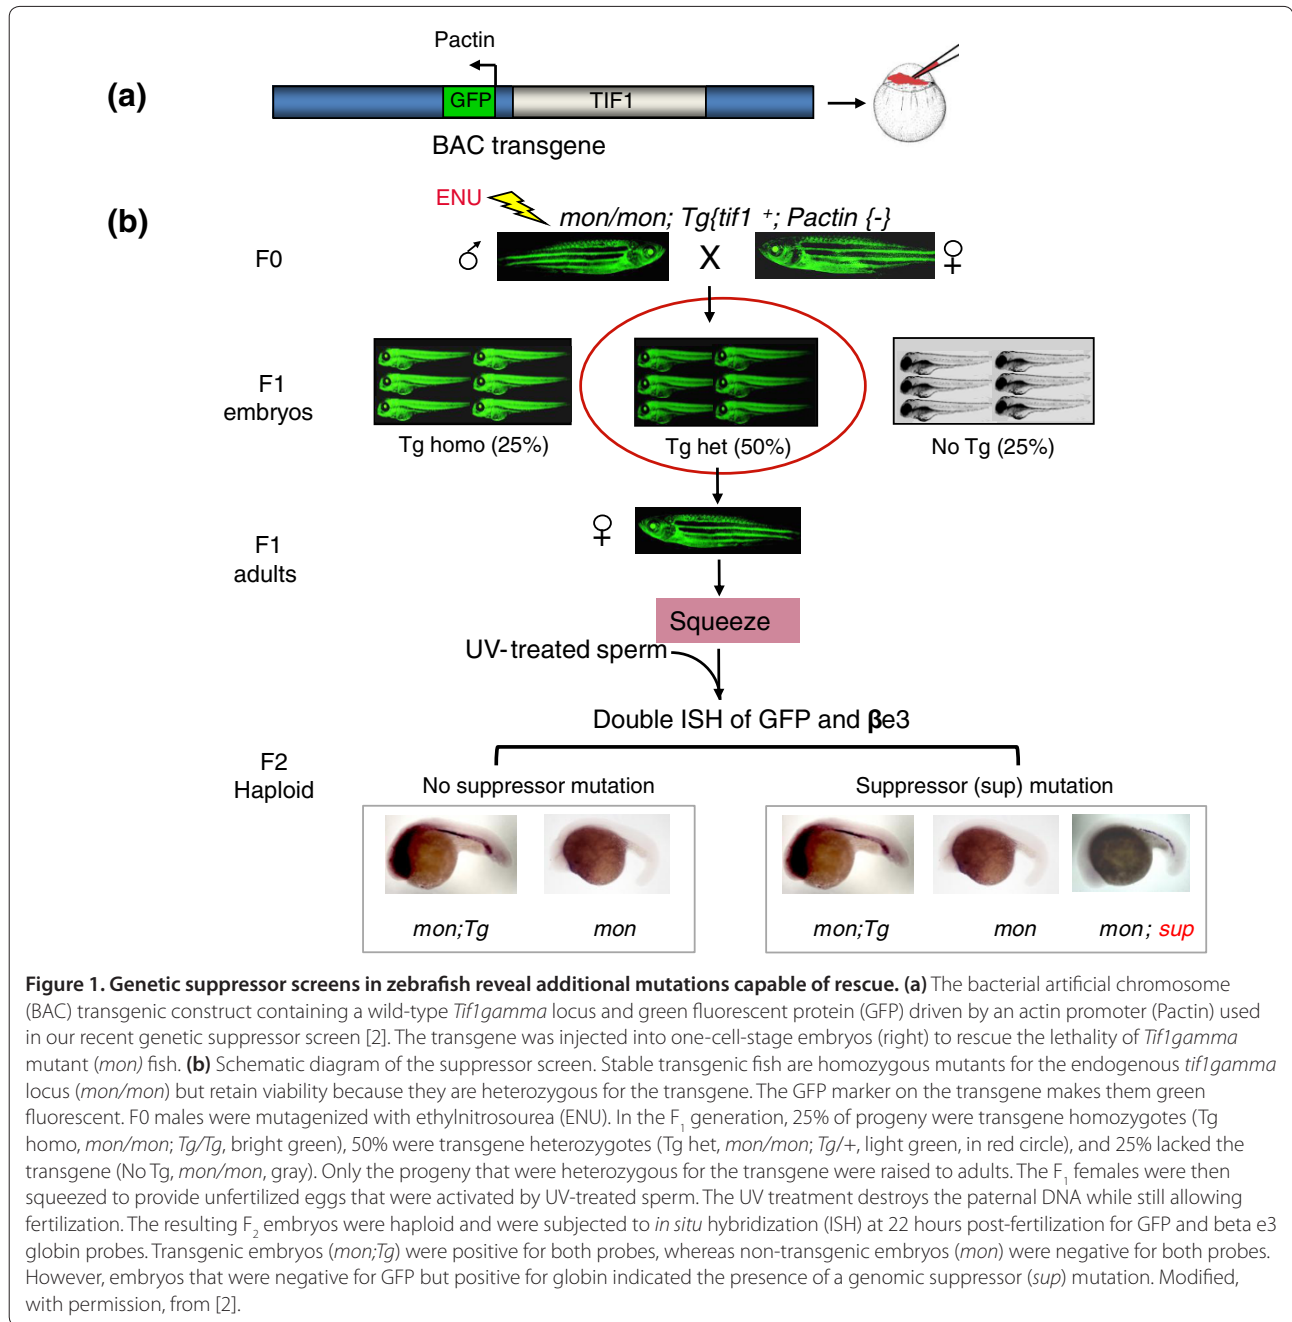 Pactin
(a)
GFP
TIF1
BAC transgene
(b)
ENU
mon/mon; Tg{tif1 +; Pactin {-}
F0
♂
X
♀
F1
embryos
Tg homo (25%)
Tg het (50%)
No Tg (25%)
♀
F1
adults
Squeeze
UV-treated sperm
Double ISH of GFP and βe3
F2
Haploid
No suppressor mutation
Suppressor (sup) mutation
mon;Tg
mon
mon;Tg
mon
mon; sup
Figure 1. Genetic suppressor screens in zebrafish reveal additional mutations capable of rescue. (a) The bacterial artificial chromosome
(BAC) transgenic construct containing a wild-type Tif1gamma locus and green fluorescent protein (GFP) driven by an actin promoter (Pactin) used
in our recent genetic suppressor screen [2]. The transgene was injected into one-cell-stage embryos (right) to rescue the lethality of Tif1gamma
mutant (mon) fish. (b) Schematic diagram of the suppressor screen. Stable transgenic fish are homozygous mutants for the endogenous tif1gamma
locus (mon/mon) but retain viability because they are heterozygous for the transgene. The GFP marker on the transgene makes them green
fluorescent. F0 males were mutagenized with ethylnitrosourea (ENU). In the F1 generation, 25% of progeny were transgene homozygotes (Tg
homo, mon/mon; Tg/Tg, bright green), 50% were transgene heterozygotes (Tg het, mon/mon; Tg/+, light green, in red circle), and 25% lacked the
transgene (No Tg, mon/mon, gray). Only the progeny that were heterozygous for the transgene were raised to adults. The F1 females were then
squeezed to provide unfertilized eggs that were activated by UV-treated sperm. The UV treatment destroys the paternal DNA while still allowing
fertilization. The resulting F2 embryos were haploid and were subjected to in situ hybridization (ISH) at 22 hours post-fertilization for GFP and beta e3
globin probes. Transgenic embryos (mon;Tg) were positive for both probes, whereas non-transgenic embryos (mon) were negative for both probes.
However, embryos that were negative for GFP but positive for globin indicated the presence of a genomic suppressor (sup) mutation. Modified,
with permission, from [2].